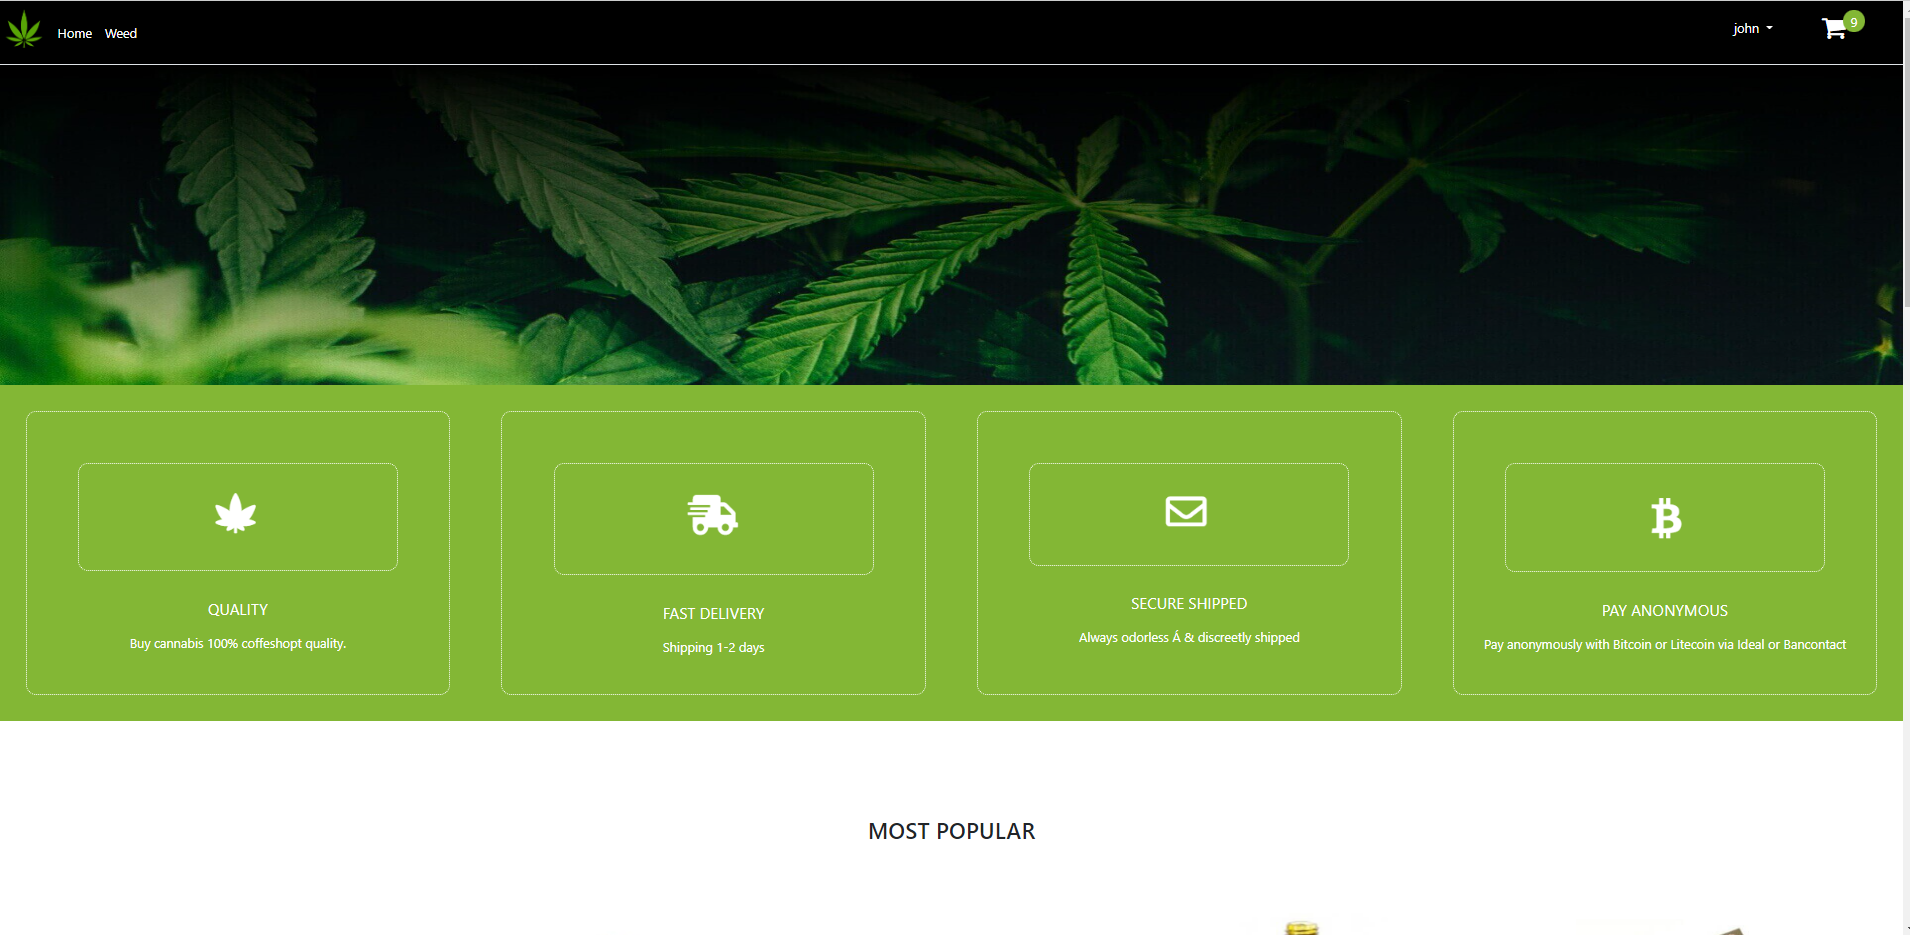 Home Weed john 9
QUALITY
Buy cannabis 100% coffeshopt quality.
FAST DELIVERY
Shipping 1-2 days
SECURE SHIPPED
Always odorless Á & discreetly shipped
PAY ANONYMOUS
Pay anonymously with Bitcoin or Litecoin via Ideal or Bancontact
MOST POPULAR